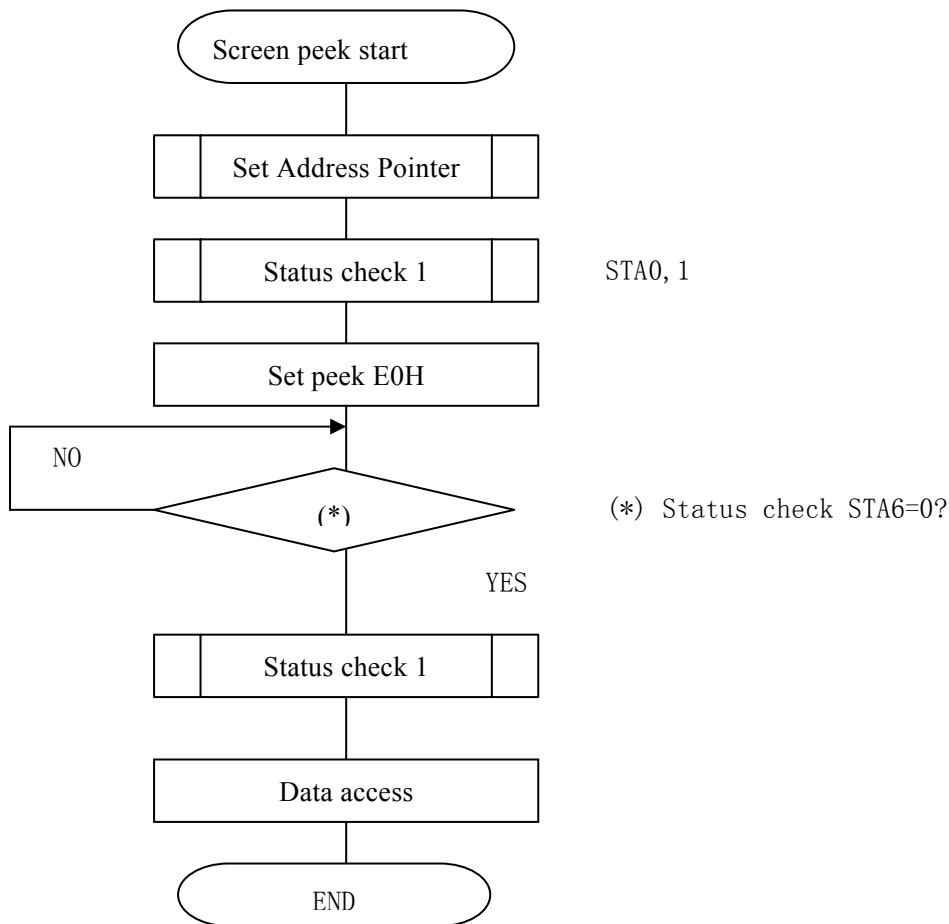 Screen peek start
Set Address Pointer
Status check 1
STA0, 1
Set peek E0H
NO
(*)
(*) Status check STA6=0?
YES
Status check 1
Data access
END